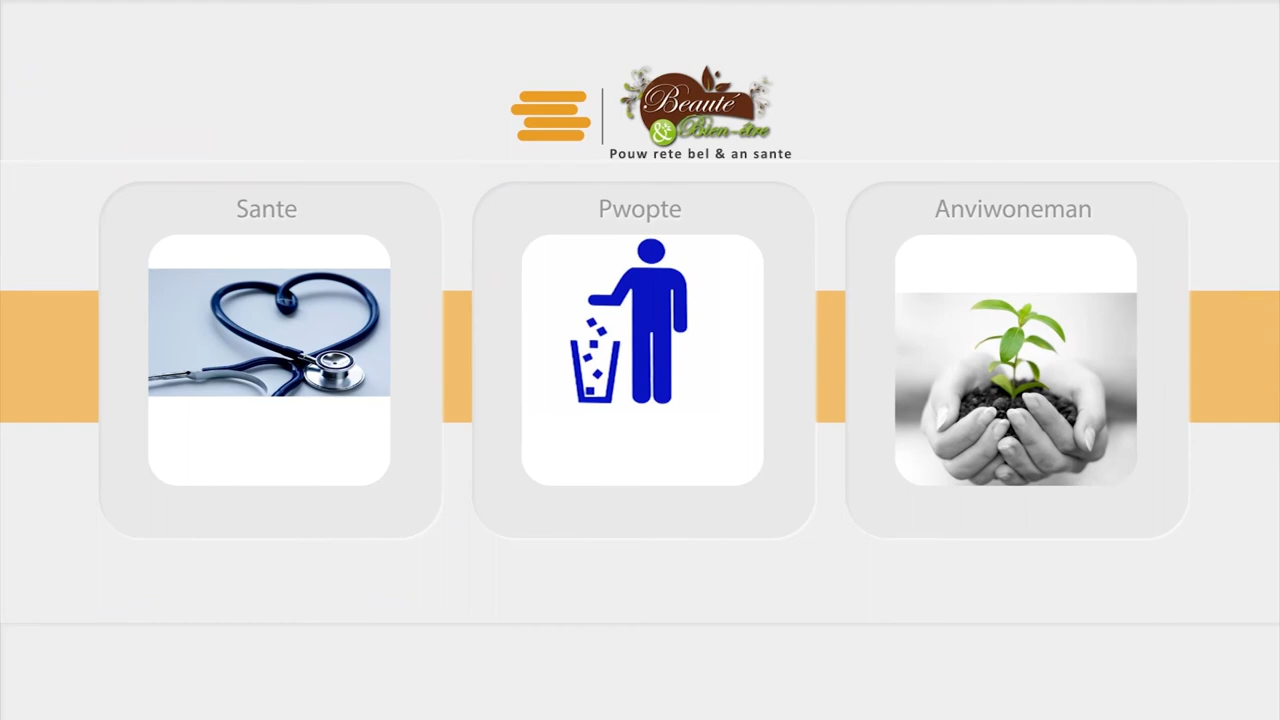 Beauté
& Bien-être
Pouw rete bel & an sante
Sante
Pwopte
Anviwoneman